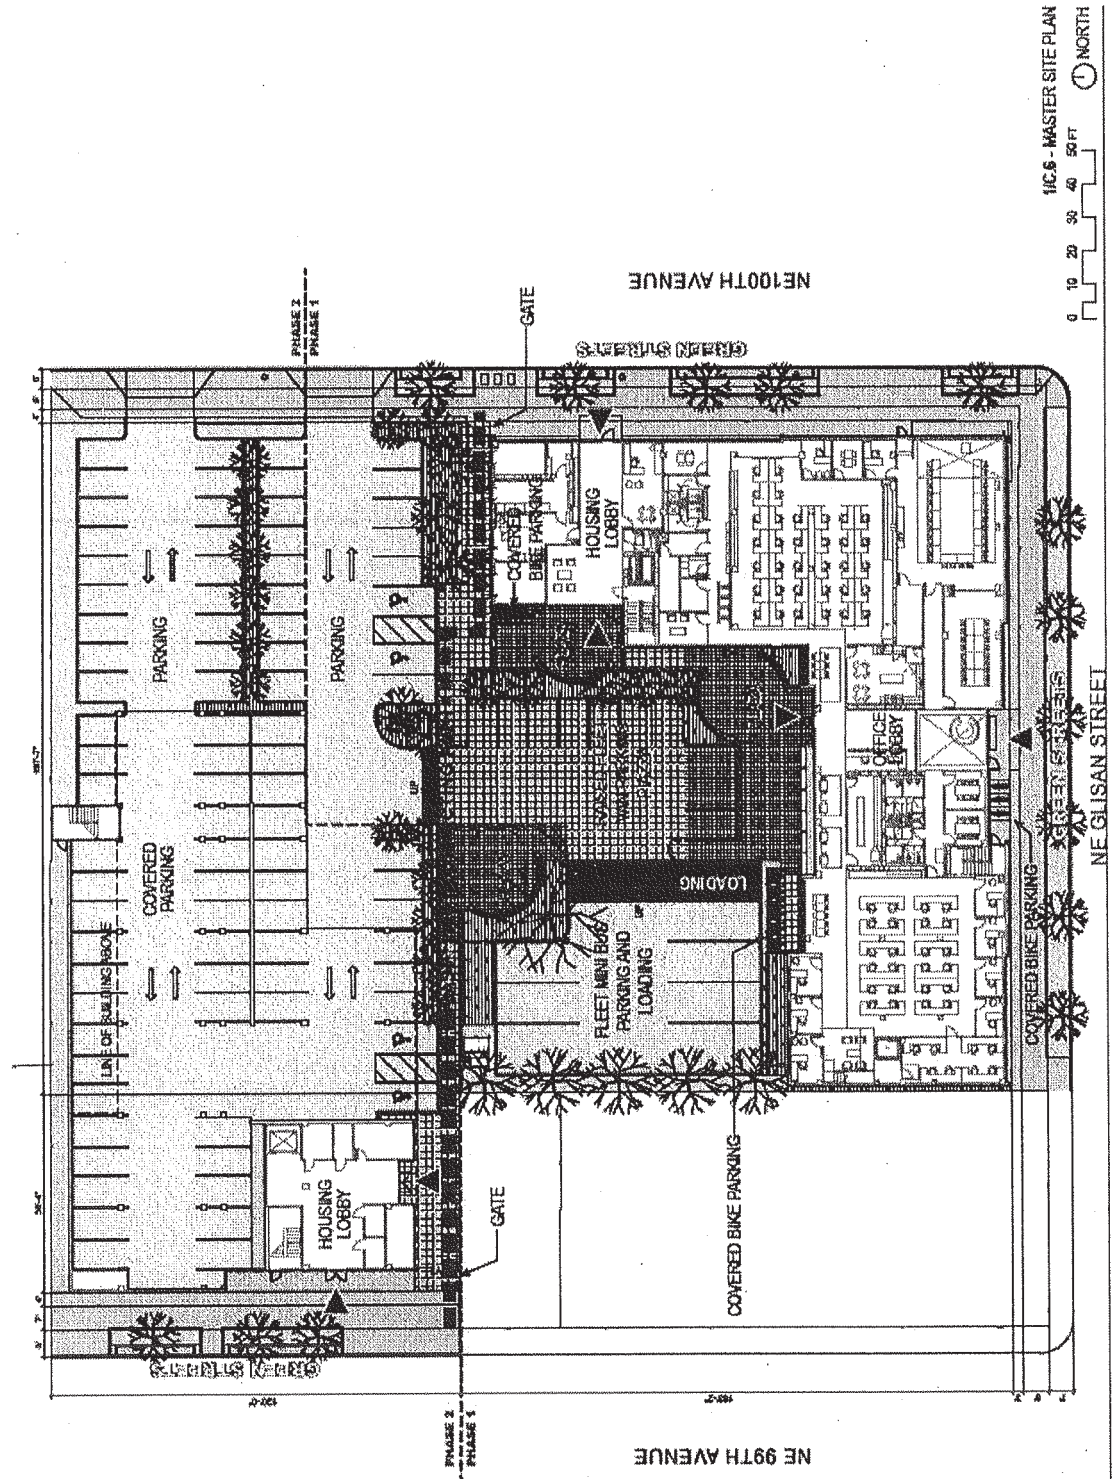 1/C.6 - MASTER SITE PLAN
NORTH
0 10 20 30 40 50 FT
NE 100TH AVENUE
GREEN STREETS
PHASE 2
PHASE 1
GATE
PARKING
PARKING
COVERED
BIKE PARKING
HOUSING
LOBBY
COVERED
PARKING
LINE OF BUILDING ABOVE
UP
OFFICE
LOBBY
LOADING
UP
FLEET MINI BUS
PARKING AND
LOADING
GREEN STREETS
NE GLISAN STREET
COVERED BIKE PARKING
COVERED BIKE PARKING
HOUSING
LOBBY
GATE
GREEN STREETS
PHASE 2
PHASE 1
NE 99TH AVENUE